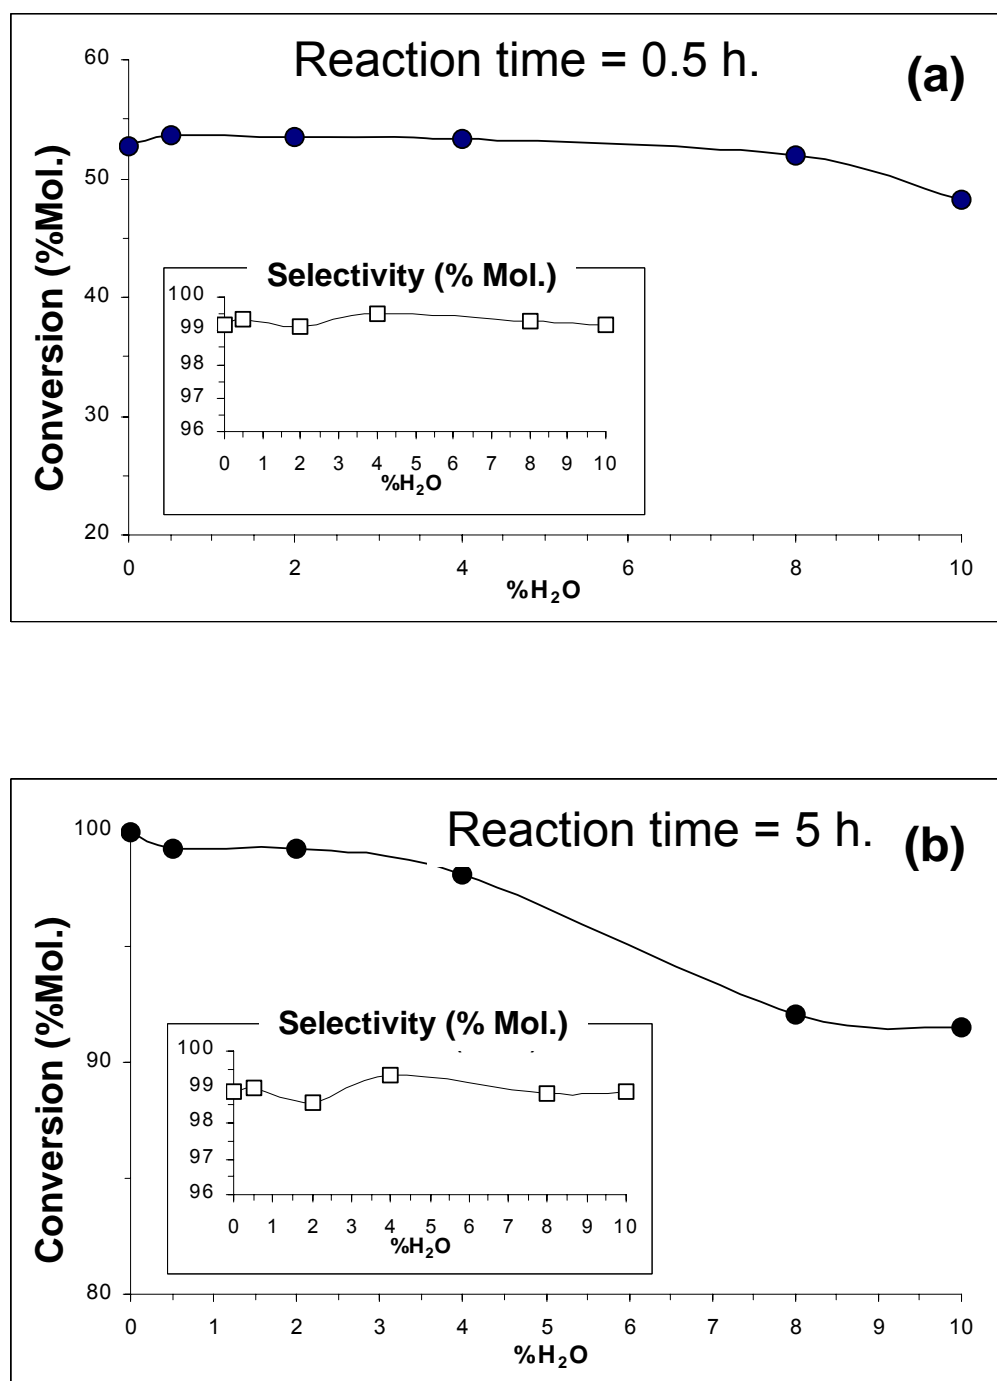 Reaction time = 0.5 h.
(a)
Conversion (%Mol.)
60
50
40
30
20
0 2 4 6 8 10
%H₂O
Selectivity (% Mol.)
100
99
98
97
96
0 1 2 3 4 5 6 7 8 9 10
%H₂O
Reaction time = 5 h.
(b)
Conversion (%Mol.)
100
90
80
0 1 2 3 4 5 6 7 8 9 10
%H₂O
Selectivity (% Mol.)
100
99
98
97
96
0 1 2 3 4 5 6 7 8 9 10
%H₂O